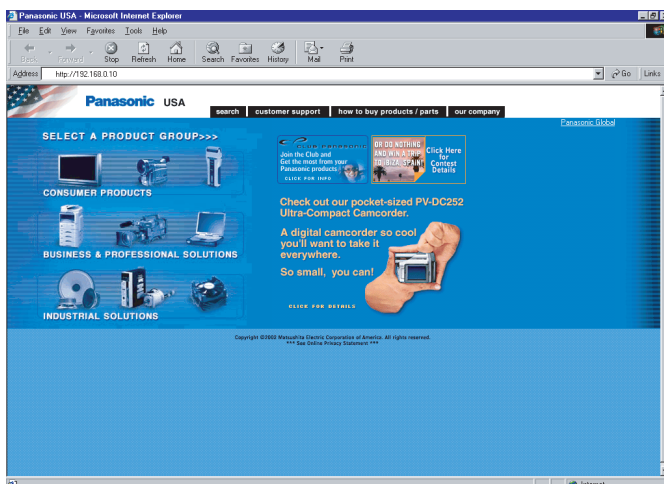 Panasonic USA - Microsoft Internet Explorer
File Edit View Favorites Tools Help
Back Forward Stop Refresh Home Search Favorites History Mail Print
Address http://192.168.0.10 Go Links
Panasonic USA
search customer support how to buy products / parts our company
Panasonic Global
SELECT A PRODUCT GROUP>>>
CONSUMER PRODUCTS
BUSINESS & PROFESSIONAL SOLUTIONS
INDUSTRIAL SOLUTIONS
CLUB PANASONIC
Join the Club and
Get the most from your
Panasonic products
CLICK FOR INFO
OR DO NOTHING
AND WIN A TRIP
TO IBIZA, SPAIN
Click Here
for
Contest
Details
Check out our pocket-sized PV-DC252
Ultra-Compact Camcorder.
A digital camcorder so cool
you'll want to take it
everywhere.
So small, you can!
CLICK FOR DETAILS
Copyright ©2002 Matsushita Electric Corporation of America. All rights reserved.
*** See Online Privacy Statement ***
Internet